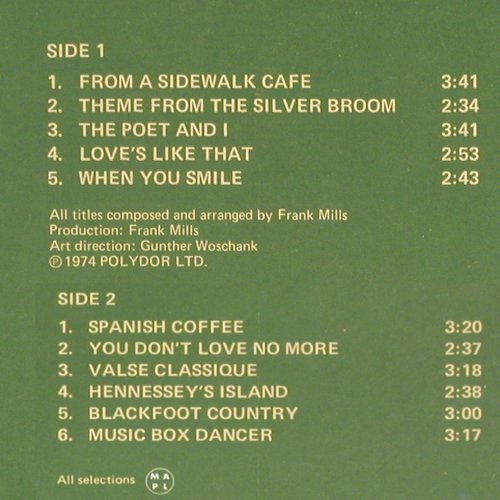 SIDE 1
1. FROM A SIDEWALK CAFE 3:41
2. THEME FROM THE SILVER BROOM 2:34
3. THE POET AND I 3:41
4. LOVE'S LIKE THAT 2:53
5. WHEN YOU SMILE 2:43
All titles composed and arranged by Frank Mills
Production: Frank Mills
Art direction: Gunther Woschank
℗ 1974 POLYDOR LTD.
SIDE 2
1. SPANISH COFFEE 3:20
2. YOU DON'T LOVE NO MORE 2:37
3. VALSE CLASSIQUE 3:18
4. HENNESSEY'S ISLAND 2:38
5. BLACKFOOT COUNTRY 3:00
6. MUSIC BOX DANCER 3:17
All selections MAPL